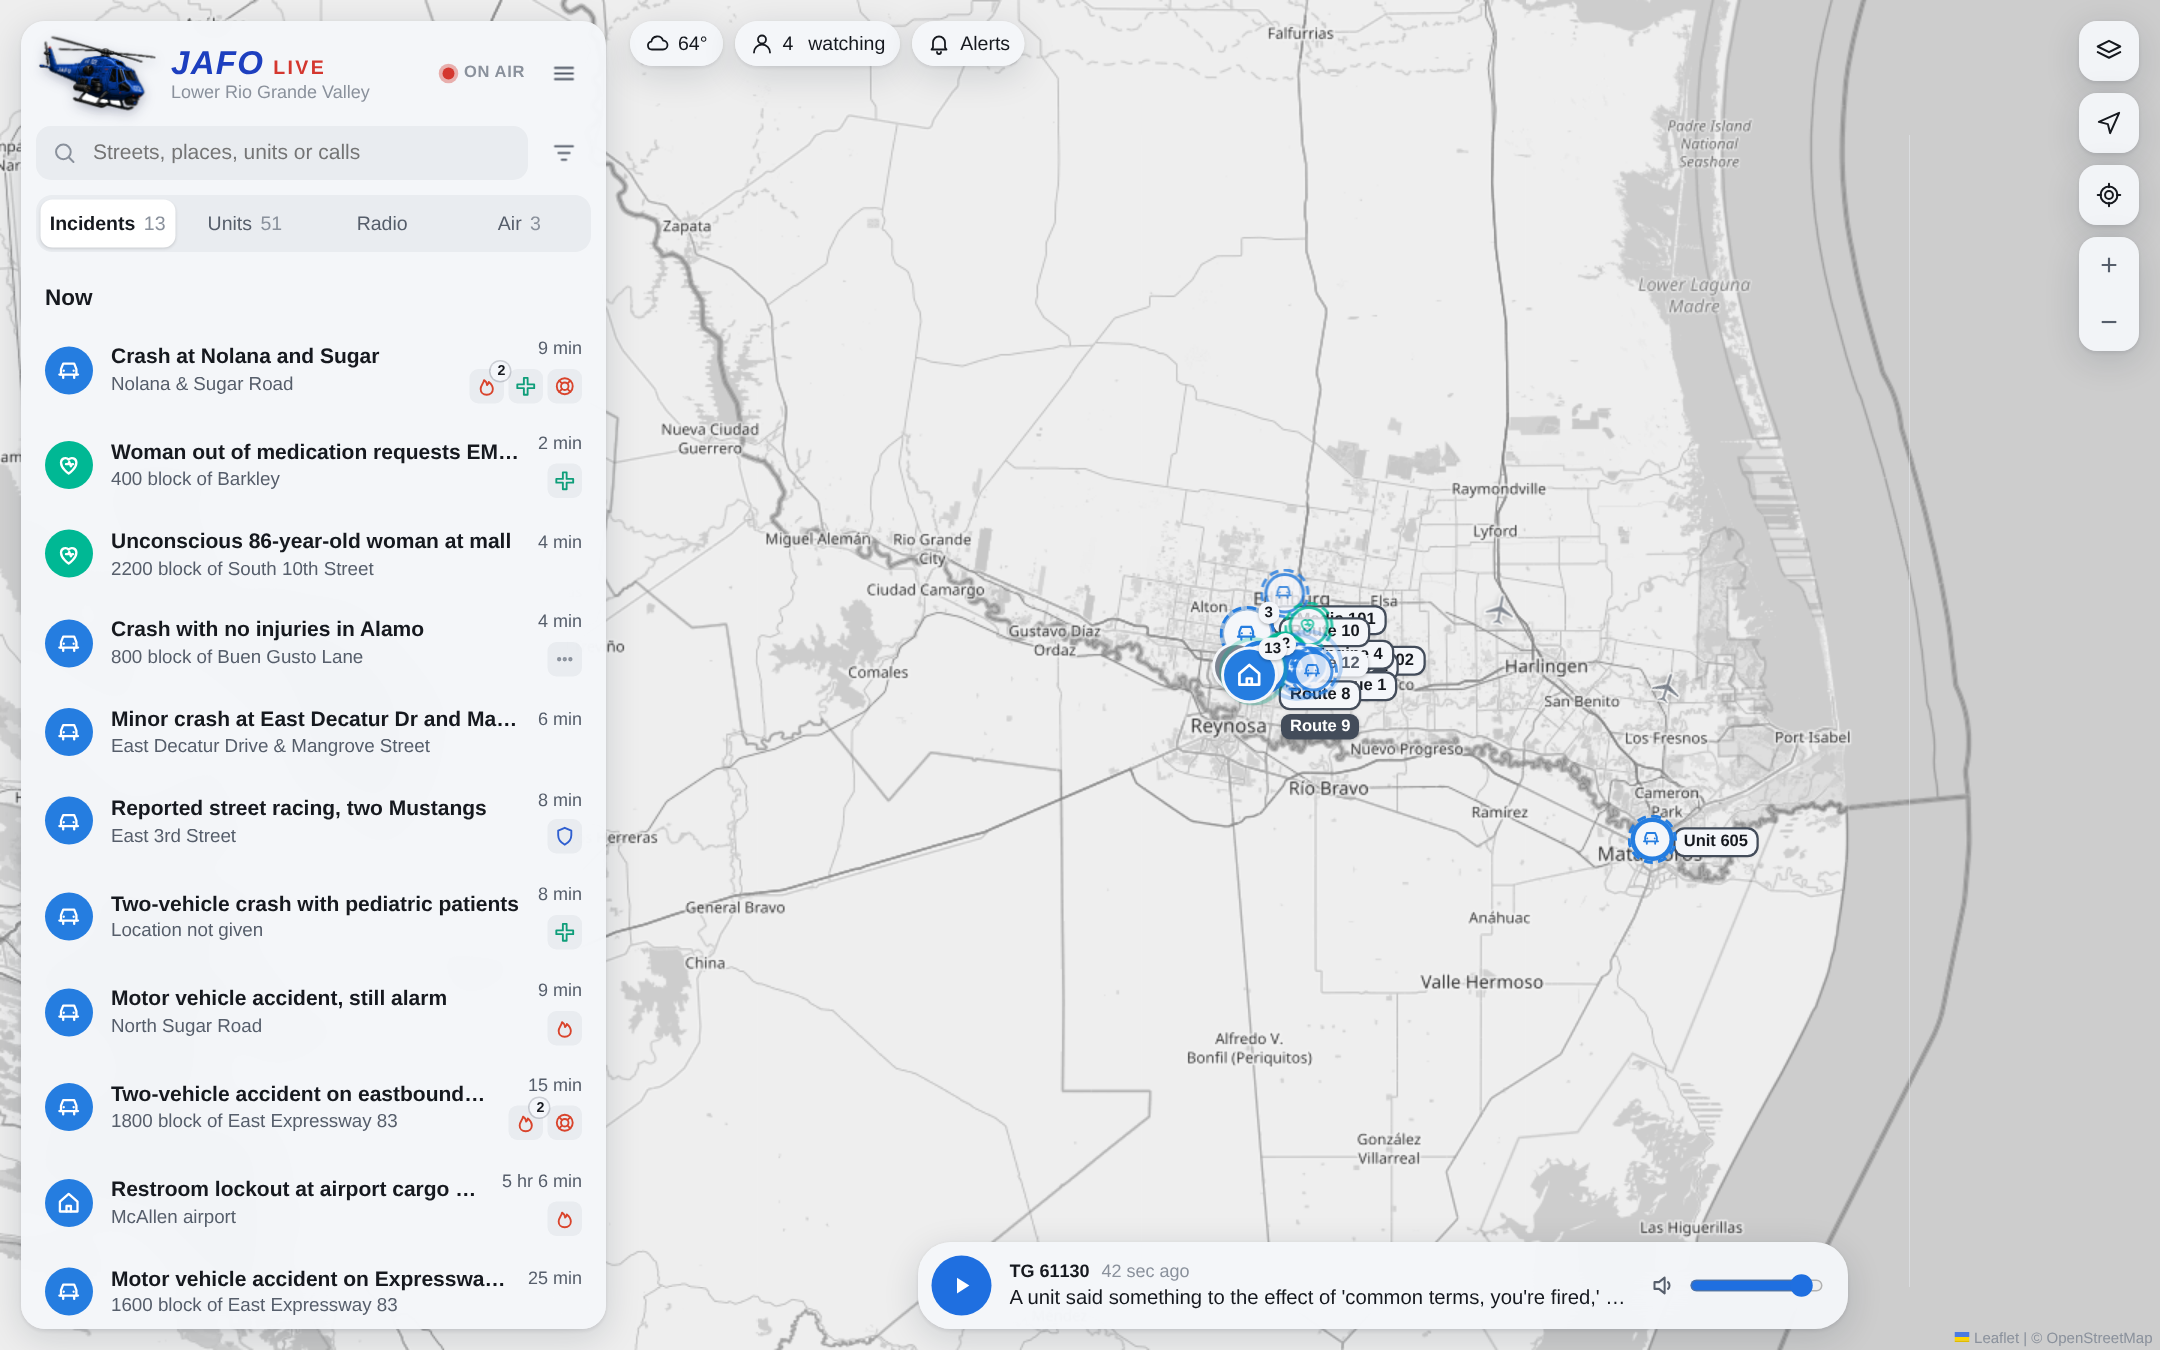 JAFO LIVE
Lower Rio Grande Valley
ON AIR
Streets, places, units or calls
Incidents 13
Units 51
Radio
Air 3
Now
Crash at Nolana and Sugar
9 min
Nolana & Sugar Road
2
Woman out of medication requests EM...
2 min
400 block of Barkley
Unconscious 86-year-old woman at mall
4 min
2200 block of South 10th Street
Crash with no injuries in Alamo
4 min
800 block of Buen Gusto Lane
Minor crash at East Decatur Dr and Ma...
6 min
East Decatur Drive & Mangrove Street
Reported street racing, two Mustangs
8 min
East 3rd Street
Two-vehicle crash with pediatric patients
8 min
Location not given
Motor vehicle accident, still alarm
9 min
North Sugar Road
Two-vehicle accident on eastbound...
15 min
1800 block of East Expressway 83
2
Restroom lockout at airport cargo ...
5 hr 6 min
McAllen airport
Motor vehicle accident on Expresswa...
25 min
1600 block of East Expressway 83
64°
4 watching
Alerts
Falfurrias
Padre Island
National
Seashore
Zapata
Lower Laguna
Madre
Nueva Ciudad
Guerrero
Raymondville
Lyford
Miguel Alemán
Rio Grande
City
Ciudad Camargo
Alton
Elsa
3
Route 10
Gustavo Díaz
Ordaz
13
Comales
Harlingen
San Benito
Route 8
Route 9
Reynosa
Nuevo Progreso
Los Fresnos
Port Isabel
Río Bravo
Cameron
Park
Ramírez
Unit 605
General Bravo
Anáhuac
China
Valle Hermoso
Alfredo V.
Bonfil (Periquitos)
González
Villarreal
Las Higuerillas
TG 61130 42 sec ago
A unit said something to the effect of 'common terms, you're fired,' ...
Leaflet | © OpenStreetMap